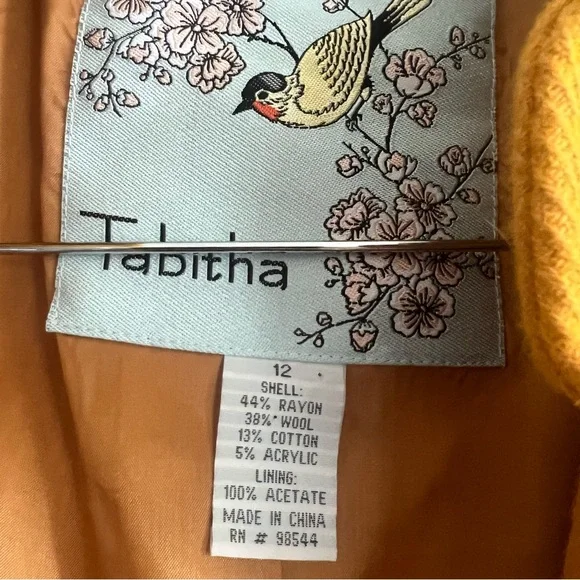 Tabitha
12
SHELL:
44% RAYON
38% WOOL
13% COTTON
5% ACRYLIC
LINING:
100% ACETATE
MADE IN CHINA
RN # 98544